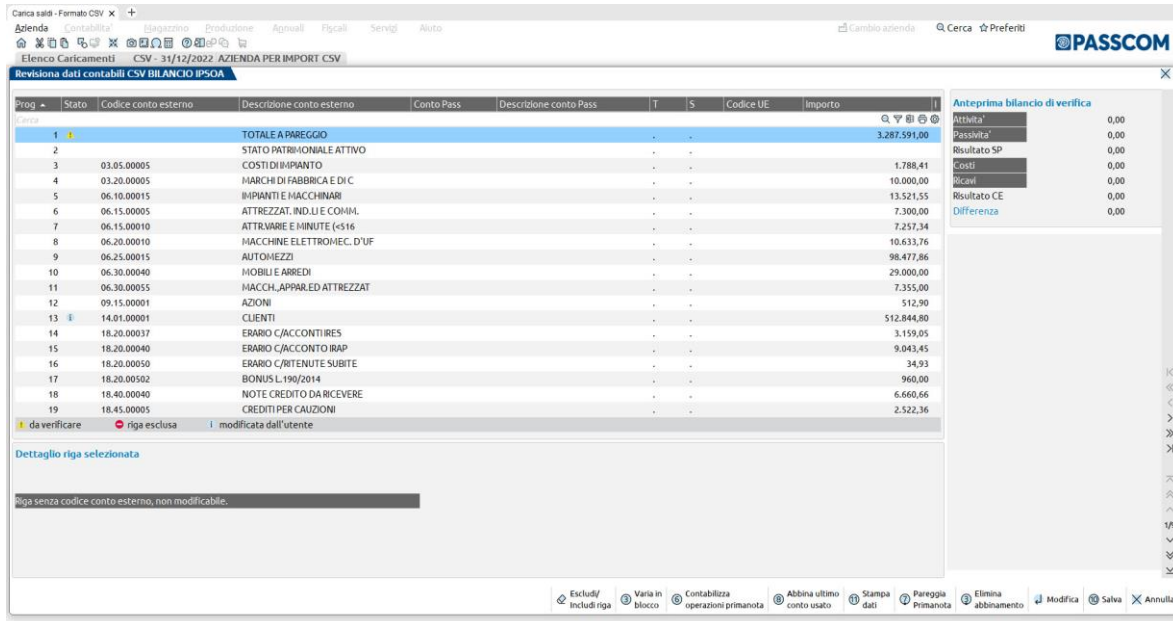 Carica saldi - Formato CSV × +
Azienda Contabilita' Magazzino Produzione Annuali Fiscali Servizi Aiuto Cambio azienda Cerca Preferiti
PASSCOM
Elenco Caricamenti CSV - 31/12/2022 AZIENDA PER IMPORT CSV
Revisiona dati contabili CSV BILANCIO IPSOA
Prog Stato Codice conto esterno Descrizione conto esterno Conto Pass Descrizione conto Pass T S Codice UE Importo I
Cerca
1 TOTALE A PAREGGIO . . 3.287.591,00
2 STATO PATRIMONIALE ATTIVO . .
3 03.05.00005 COSTI DI IMPIANTO . . 1.788,41
4 03.20.00005 MARCHI DI FABBRICA E DI C . . 10.000,00
5 06.10.00015 IMPIANTI E MACCHINARI . . 13.521,55
6 06.15.00005 ATTREZZAT. IND.LI E COMM. . . 7.300,00
7 06.15.00010 ATTR.VARIE E MINUTE (<516 . . 7.257,34
8 06.20.00010 MACCHINE ELETTROMEC. D'UF . . 10.633,76
9 06.25.00015 AUTOMEZZI . . 98.477,86
10 06.30.00040 MOBILI E ARREDI . . 29.000,00
11 06.30.00055 MACCH.,APPAR.ED ATTREZZAT . . 7.355,00
12 09.15.00001 AZIONI . . 512,90
13 14.01.00001 CLIENTI . . 512.844,80
14 18.20.00037 ERARIO C/ACCONTI IRES . . 3.159,05
15 18.20.00040 ERARIO C/ACCONTO IRAP . . 9.043,45
16 18.20.00050 ERARIO C/RITENUTE SUBITE . . 34,93
17 18.20.00502 BONUS L.190/2014 . . 960,00
18 18.40.00040 NOTE CREDITO DA RICEVERE . . 6.660,66
19 18.45.00005 CREDITI PER CAUZIONI . . 2.522,36
! da verificare riga esclusa i modificata dall'utente
Anteprima bilancio di verifica
Attivita' 0,00
Passivita' 0,00
Risultato SP 0,00
Costi 0,00
Ricavi 0,00
Risultato CE 0,00
Differenza 0,00
Dettaglio riga selezionata
Riga senza codice conto esterno, non modificabile.
1/5
Escludi/ Includi riga
3 Varia in blocco
6 Contabilizza operazioni primanota
8 Abbina ultimo conto usato
11 Stampa dati
7 Pareggia Primanota
3 Elimina abbinamento
Modifica
10 Salva
Annulla